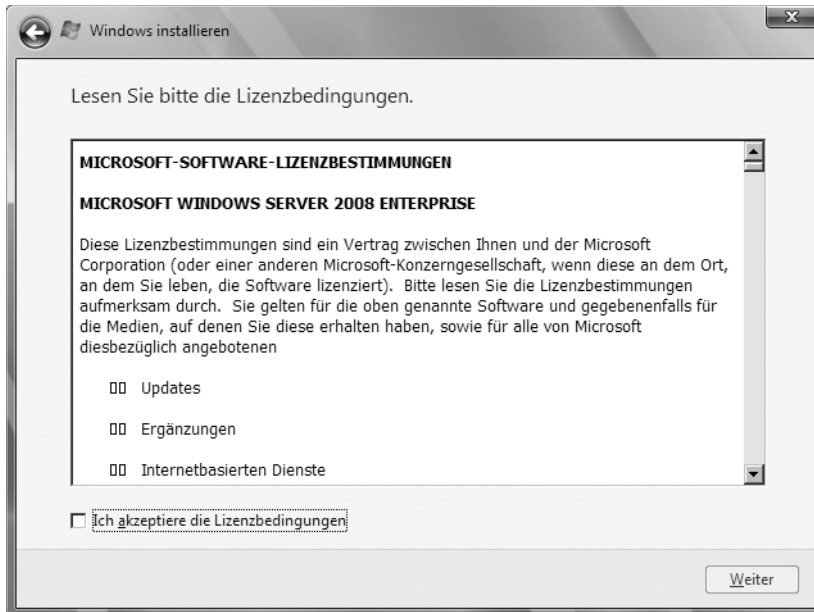 Windows installieren
Lesen Sie bitte die Lizenzbedingungen.
MICROSOFT-SOFTWARE-LIZENZBESTIMMUNGEN
MICROSOFT WINDOWS SERVER 2008 ENTERPRISE
Diese Lizenzbestimmungen sind ein Vertrag zwischen Ihnen und der Microsoft
Corporation (oder einer anderen Microsoft-Konzerngesellschaft, wenn diese an dem Ort,
an dem Sie leben, die Software lizenziert).  Bitte lesen Sie die Lizenzbestimmungen
aufmerksam durch.  Sie gelten für die oben genannte Software und gegebenenfalls für
die Medien, auf denen Sie diese erhalten haben, sowie für alle von Microsoft
diesbezüglich angebotenen
Updates
Ergänzungen
Internetbasierten Dienste
Ich akzeptiere die Lizenzbedingungen
Weiter